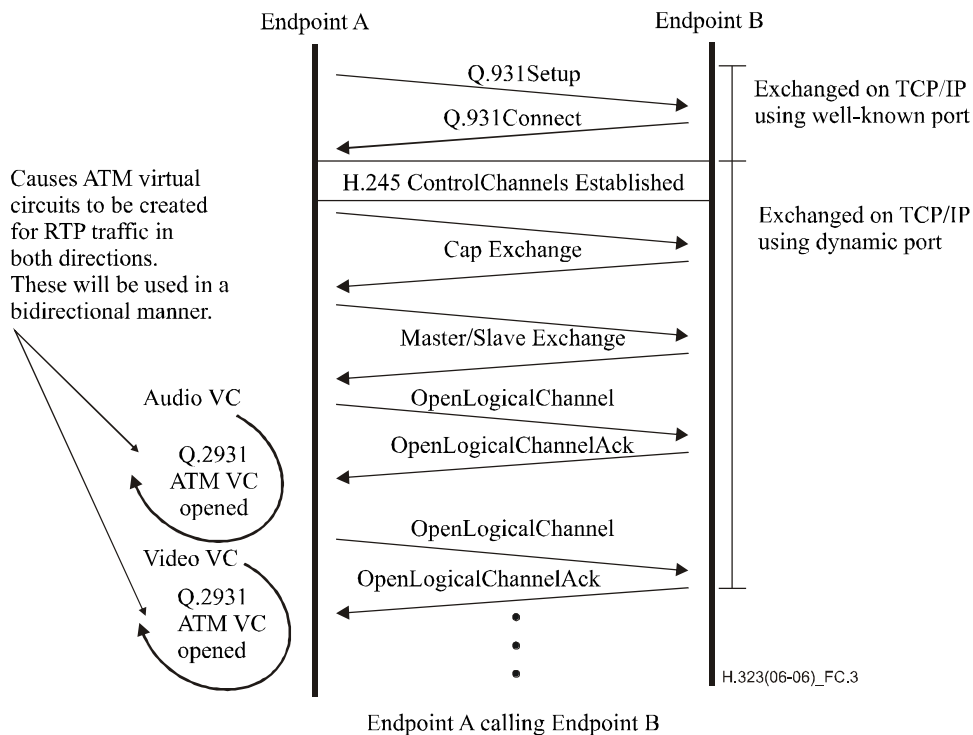 Endpoint A
Endpoint B
Q.931Setup
Q.931Connect
Exchanged on TCP/IP
using well-known port
H.245 ControlChannels Established
Causes ATM virtual
circuits to be created
for RTP traffic in
both directions.
These will be used in a
bidirectional manner.
Exchanged on TCP/IP
using dynamic port
Cap Exchange
Master/Slave Exchange
Audio VC
Q.2931
ATM VC
opened
OpenLogicalChannel
OpenLogicalChannelAck
OpenLogicalChannel
Video VC
Q.2931
ATM VC
opened
OpenLogicalChannelAck
H.323(06-06)_FC.3
Endpoint A calling Endpoint B